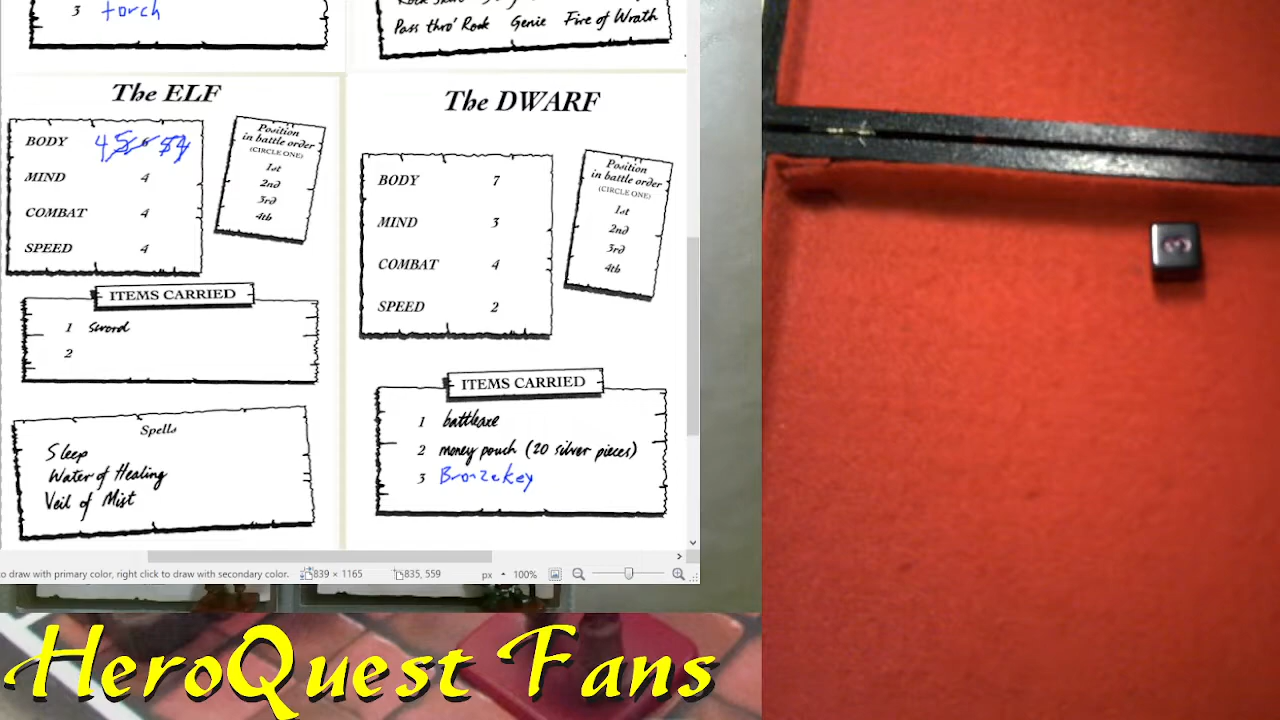 3 torch
Pass thro' Rock Genie Fire of Wrath
The ELF
BODY 4
MIND 4
COMBAT 4
SPEED 4
Position
in battle order
(CIRCLE ONE)
1st
2nd
3rd
4th
ITEMS CARRIED
1 sword
2
Spells
Sleep
Water of Healing
Veil of Mist
The DWARF
BODY 7
MIND 3
COMBAT 4
SPEED 2
Position
in battle order
(CIRCLE ONE)
1st
2nd
3rd
4th
ITEMS CARRIED
1 battleaxe
2 money pouch (20 silver pieces)
3 Bronze key
to draw with primary color, right click to draw with secondary color. 839 × 1165 835, 559 px 100%
HeroQuest Fans
3